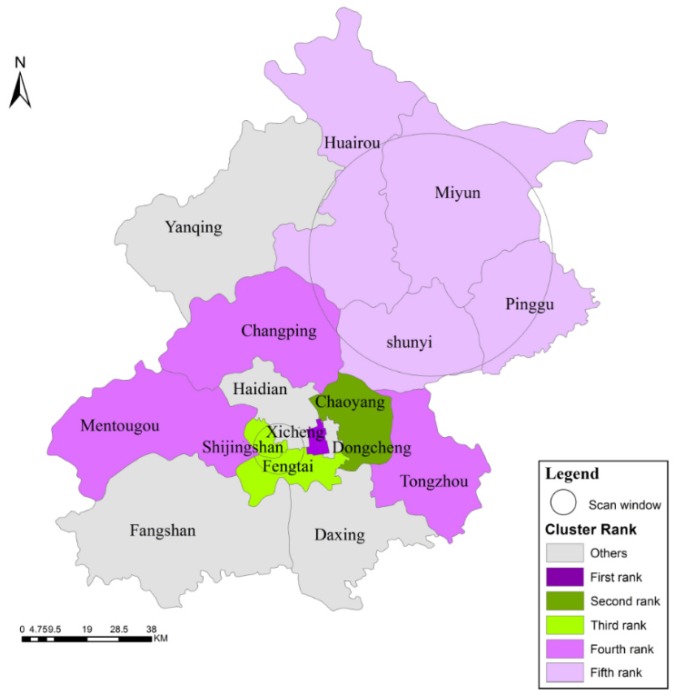 N
Huairou
Miyun
Yanqing
Pinggu
Changping
shunyi
Haidian
Chaoyang
Mentougou
Xicheng
Shijingshan
Dongcheng
Fengtai
Tongzhou
Fangshan
Daxing
Legend
Scan window
Cluster Rank
Others
First rank
Second rank
Third rank
Fourth rank
Fifth rank
0 4.759.5 19 28.5 38
KM